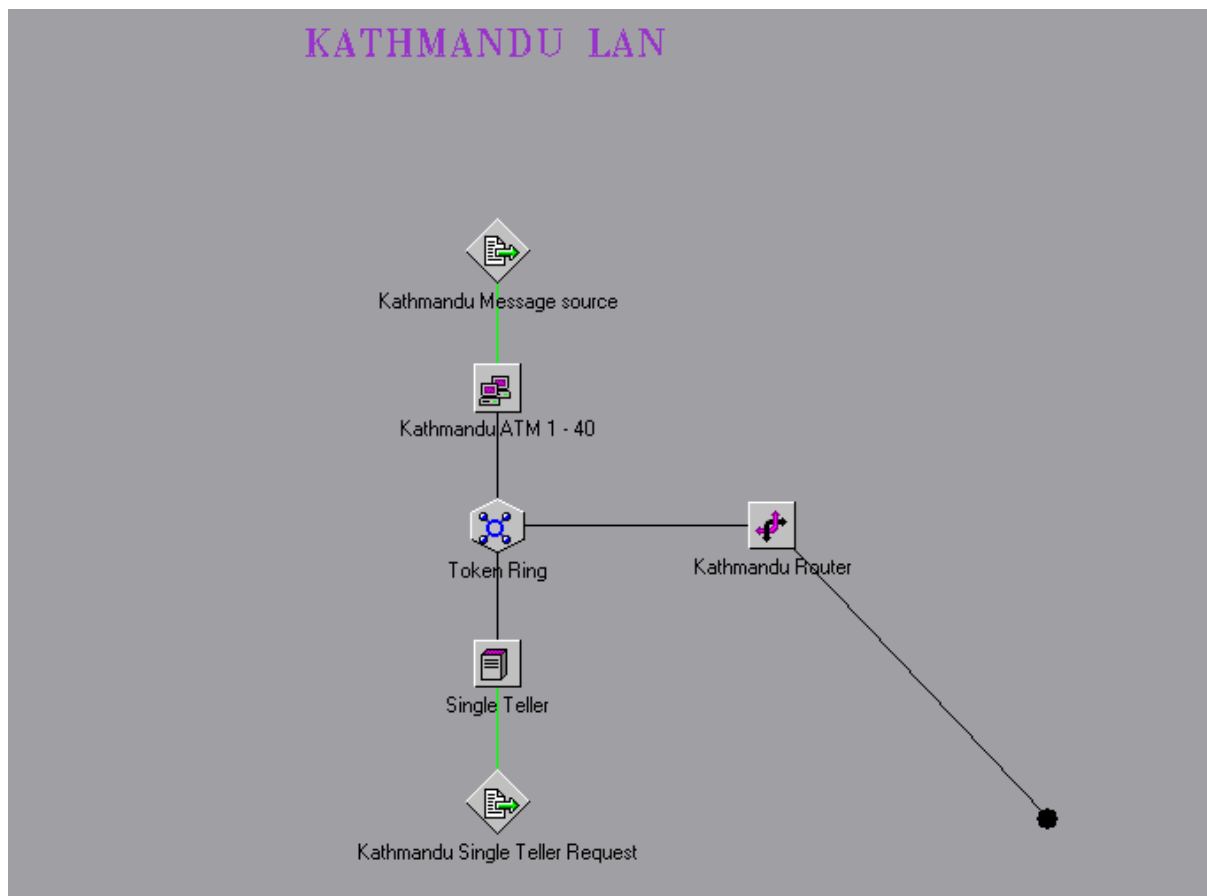 KATHMANDU LAN
Kathmandu Message source
Kathmandu ATM 1 - 40
Token Ring
Kathmandu Router
Single Teller
Kathmandu Single Teller Request